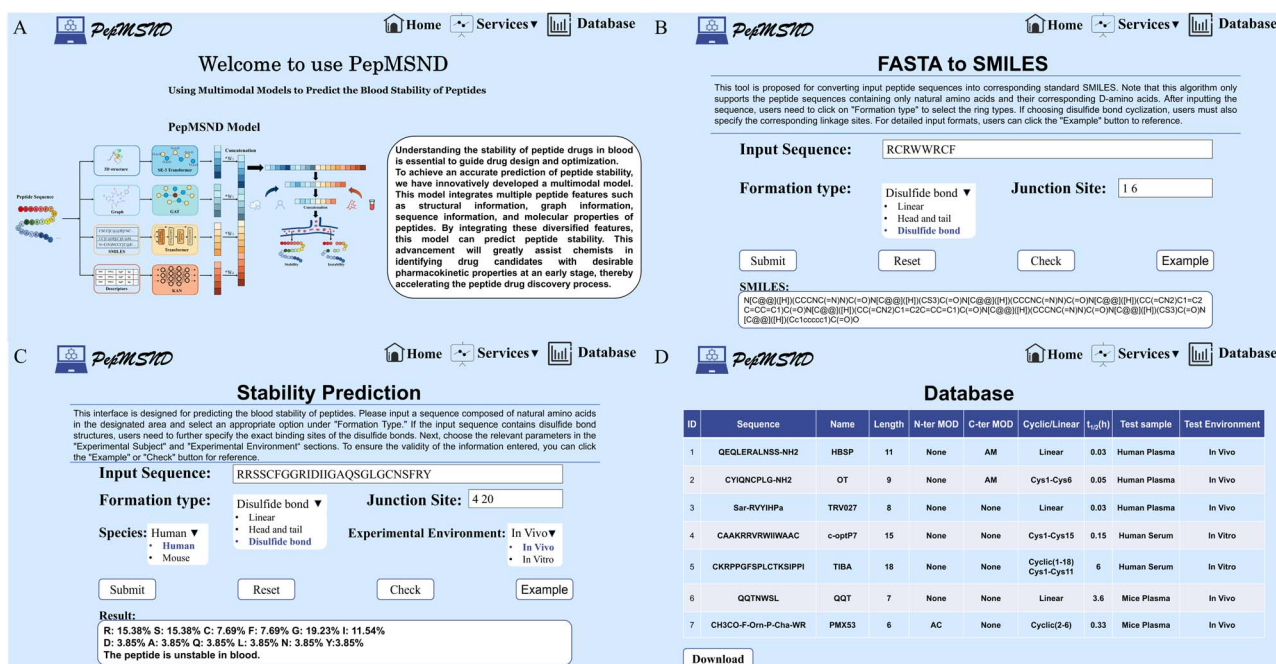 A
PepMSND
Home Services▼ Database
Welcome to use PepMSND
Using Multimodal Models to Predict the Blood Stability of Peptides
PepMSND Model
Peptide Sequence
3D structure
SE-3 Transformer
Graph
GAT
SMILES
Transformer
Descriptors
KAN
Concatenation
Concatenation
Stability
Instability
Understanding the stability of peptide drugs in blood
is essential to guide drug design and optimization.
To achieve an accurate prediction of peptide stability,
we have innovatively developed a multimodal model.
This model integrates multiple peptide features such
as structural information, graph information,
sequence information, and molecular properties of
peptides. By integrating these diversified features,
this model can predict peptide stability. This
advancement will greatly assist chemists in
identifying drug candidates with desirable
pharmacokinetic properties at an early stage, thereby
accelerating the peptide drug discovery process.
B
PepMSND
Home Services▼ Database
FASTA to SMILES
This tool is proposed for converting input peptide sequences into corresponding standard SMILES. Note that this algorithm only
supports the peptide sequences containing only natural amino acids and their corresponding D-amino acids. After inputting the
sequence, users need to click on "Formation type" to select the ring types. If choosing disulfide bond cyclization, users must also
specify the corresponding linkage sites. For detailed input formats, users can click the "Example" button to reference.
Input Sequence: RCRWWRCF
Formation type: Disulfide bond ▼ Junction Site: 1 6
• Linear
• Head and tail
• Disulfide bond
Submit Reset Check Example
SMILES:
N[C@@]([H])(CCCNC(=N)N)C(=O)N[C@@]([H])(CS3)C(=O)N[C@@]([H])(CCCNC(=N)N)C(=O)N[C@@]([H])(CC(=CN2)C1=C2
C=CC=C1)C(=O)N[C@@]([H])(CC(=CN2)C1=C2C=CC=C1)C(=O)N[C@@]([H])(CCCNC(=N)N)C(=O)N[C@@]([H])(CS3)C(=O)N
[C@@]([H])(Cc1ccccc1)C(=O)O
C
PepMSND
Home Services▼ Database
Stability Prediction
This interface is designed for predicting the blood stability of peptides. Please input a sequence composed of natural amino acids
in the designated area and select an appropriate option under "Formation Type." If the input sequence contains disulfide bond
structures, users need to further specify the exact binding sites of the disulfide bonds. Next, choose the relevant parameters in the
"Experimental Subject" and "Experimental Environment" sections. To ensure the validity of the information entered, you can click
the "Example" or "Check" button for reference.
Input Sequence: RRSSCFGGRIDIIGAQSGLGCNSFRY
Formation type: Disulfide bond ▼ Junction Site: 4 20
• Linear
• Head and tail
• Disulfide bond
Species: Human ▼ Experimental Environment: In Vivo▼
• Human • In Vivo
• Mouse • In Vitro
Submit Reset Check Example
Result:
R: 15.38% S: 15.38% C: 7.69% F: 7.69% G: 19.23% I: 11.54%
D: 3.85% A: 3.85% Q: 3.85% L: 3.85% N: 3.85% Y:3.85%
The peptide is unstable in blood.
D
PepMSND
Home Services▼ Database
Database
ID Sequence Name Length N-ter MOD C-ter MOD Cyclic/Linear t1/2(h) Test sample Test Environment
1 QEQLERALNSS-NH2 HBSP 11 None AM Linear 0.03 Human Plasma In Vivo
2 CYIQNCPLG-NH2 OT 9 None AM Cys1-Cys6 0.05 Human Plasma In Vivo
3 Sar-RVYIHPa TRV027 8 None None Linear 0.03 Human Plasma In Vivo
4 CAAKRRVRWIIWAAC c-optP7 15 None None Cys1-Cys15 0.15 Human Serum In Vitro
5 CKRPPGFSPLCTKSIPPI TIBA 18 None None Cyclic(1-18) Cys1-Cys11 6 Human Serum In Vitro
6 QQTNWSL QQT 7 None None Linear 3.6 Mice Plasma In Vivo
7 CH3CO-F-Orn-P-Cha-WR PMX53 6 AC None Cyclic(2-6) 0.33 Mice Plasma In Vivo
Download